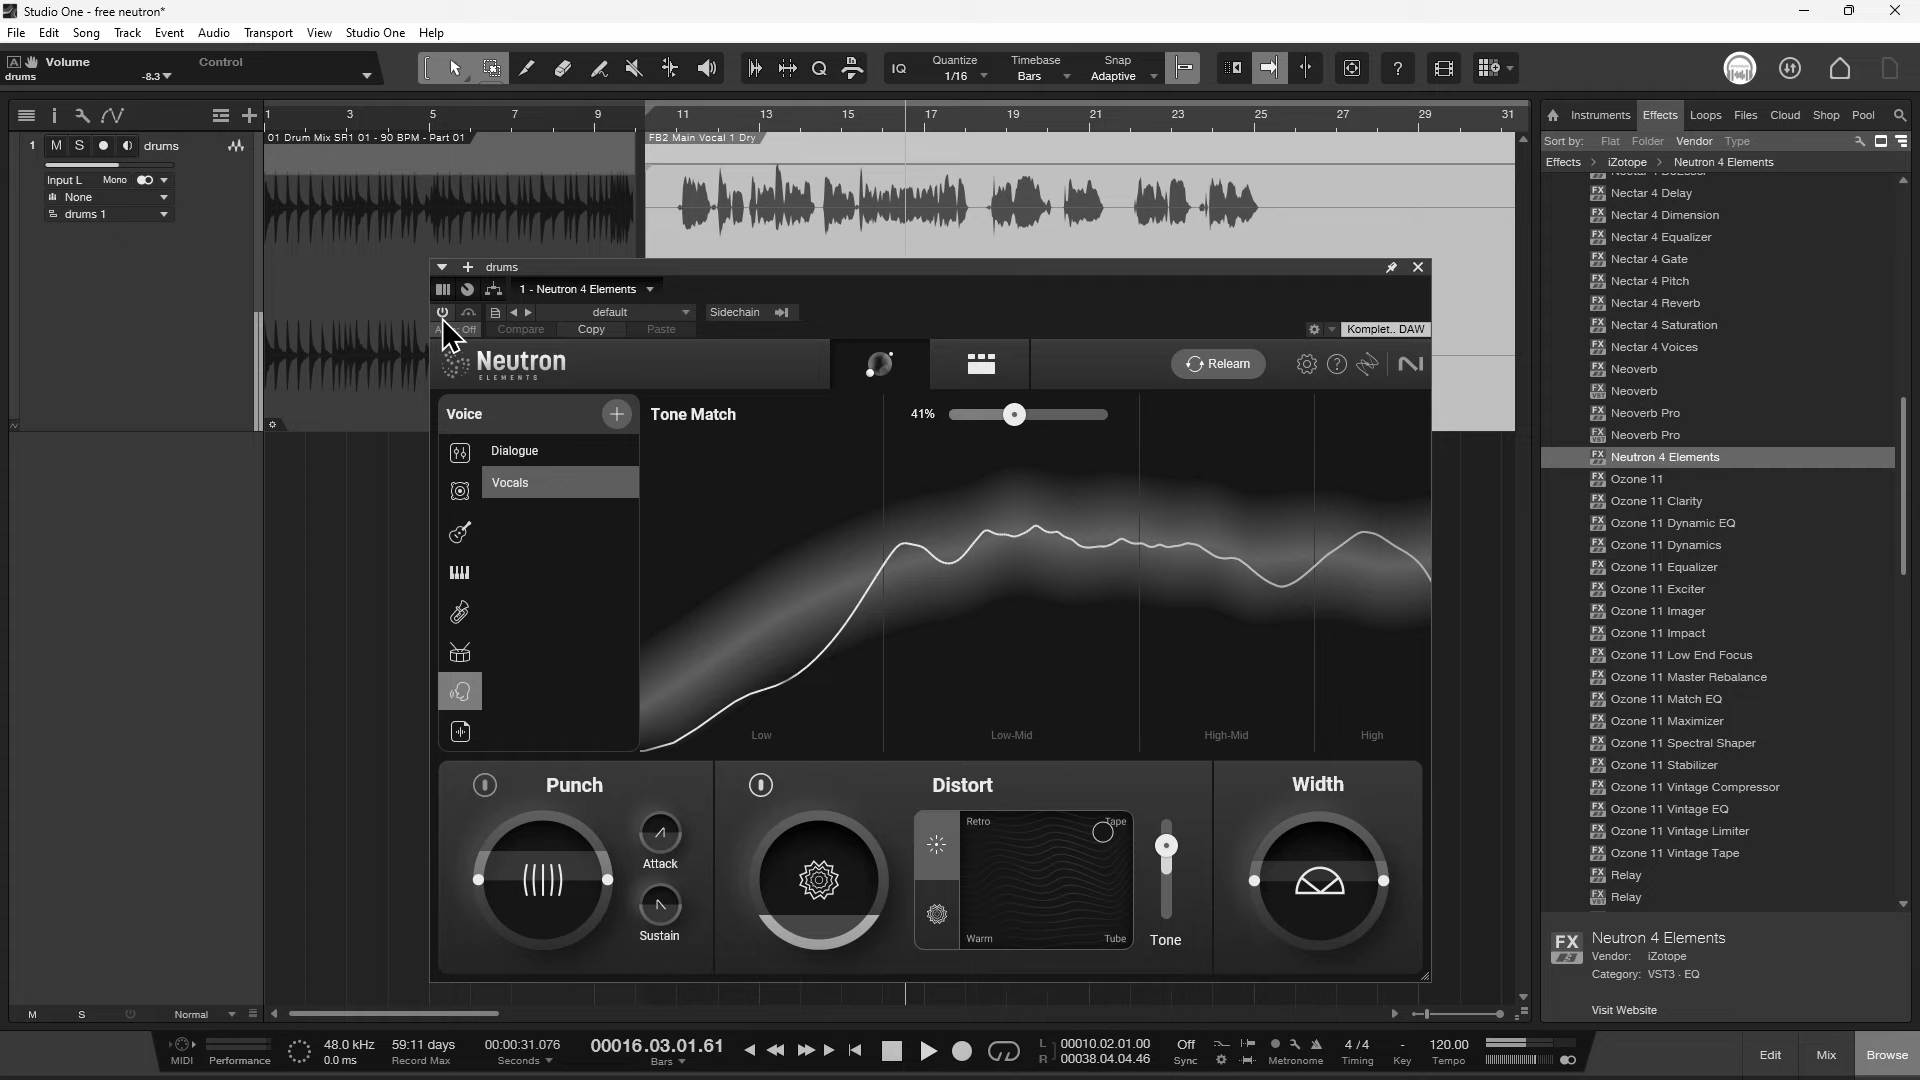 Studio One - free neutron*
File Edit Song Track Event Audio Transport View Studio One Help
Volume Control
drums -8.3
Quantize Timebase Snap
IQ 1/16 Bars Adaptive
1 3 5 7 9 11 13 15 17 19 21 23 25 27 29 31
Instruments Effects Loops Files Cloud Shop Pool
Sort by: Flat Folder Vendor Type
Effects > iZotope > Neutron 4 Elements
1 M S drums
Input L Mono
None
drums 1
01 Drum Mix SR1 01 - 90 BPM - Part 01
FB2 Main Vocal 1 Dry
drums
1 - Neutron 4 Elements
default Sidechain
Off Compare Copy Paste Komplet.. DAW
Neutron
ELEMENTS
Relearn
Voice
Dialogue
Vocals
Tone Match 41%
Low Low-Mid High-Mid High
Punch
Attack
Sustain
Distort
Retro Tape
Warm Tube
Tone
Width
Nectar 4 Delay
Nectar 4 Dimension
Nectar 4 Equalizer
Nectar 4 Gate
Nectar 4 Pitch
Nectar 4 Reverb
Nectar 4 Saturation
Nectar 4 Voices
Neoverb
Neoverb
Neoverb Pro
Neoverb Pro
Neutron 4 Elements
Ozone 11
Ozone 11 Clarity
Ozone 11 Dynamic EQ
Ozone 11 Dynamics
Ozone 11 Equalizer
Ozone 11 Exciter
Ozone 11 Imager
Ozone 11 Impact
Ozone 11 Low End Focus
Ozone 11 Master Rebalance
Ozone 11 Match EQ
Ozone 11 Maximizer
Ozone 11 Spectral Shaper
Ozone 11 Stabilizer
Ozone 11 Vintage Compressor
Ozone 11 Vintage EQ
Ozone 11 Vintage Limiter
Ozone 11 Vintage Tape
Relay
Relay
FX
Neutron 4 Elements
Vendor: iZotope
Category: VST3 - EQ
Visit Website
M S Normal
MIDI Performance
48.0 kHz
0.0 ms
59:11 days
Record Max
00:00:31.076
Seconds
00016.03.01.61
Bars
L 00010.02.01.00
R 00038.04.04.46
Off
Sync
Metronome
4 / 4
Timing
-
Key
120.00
Tempo
Edit Mix Browse